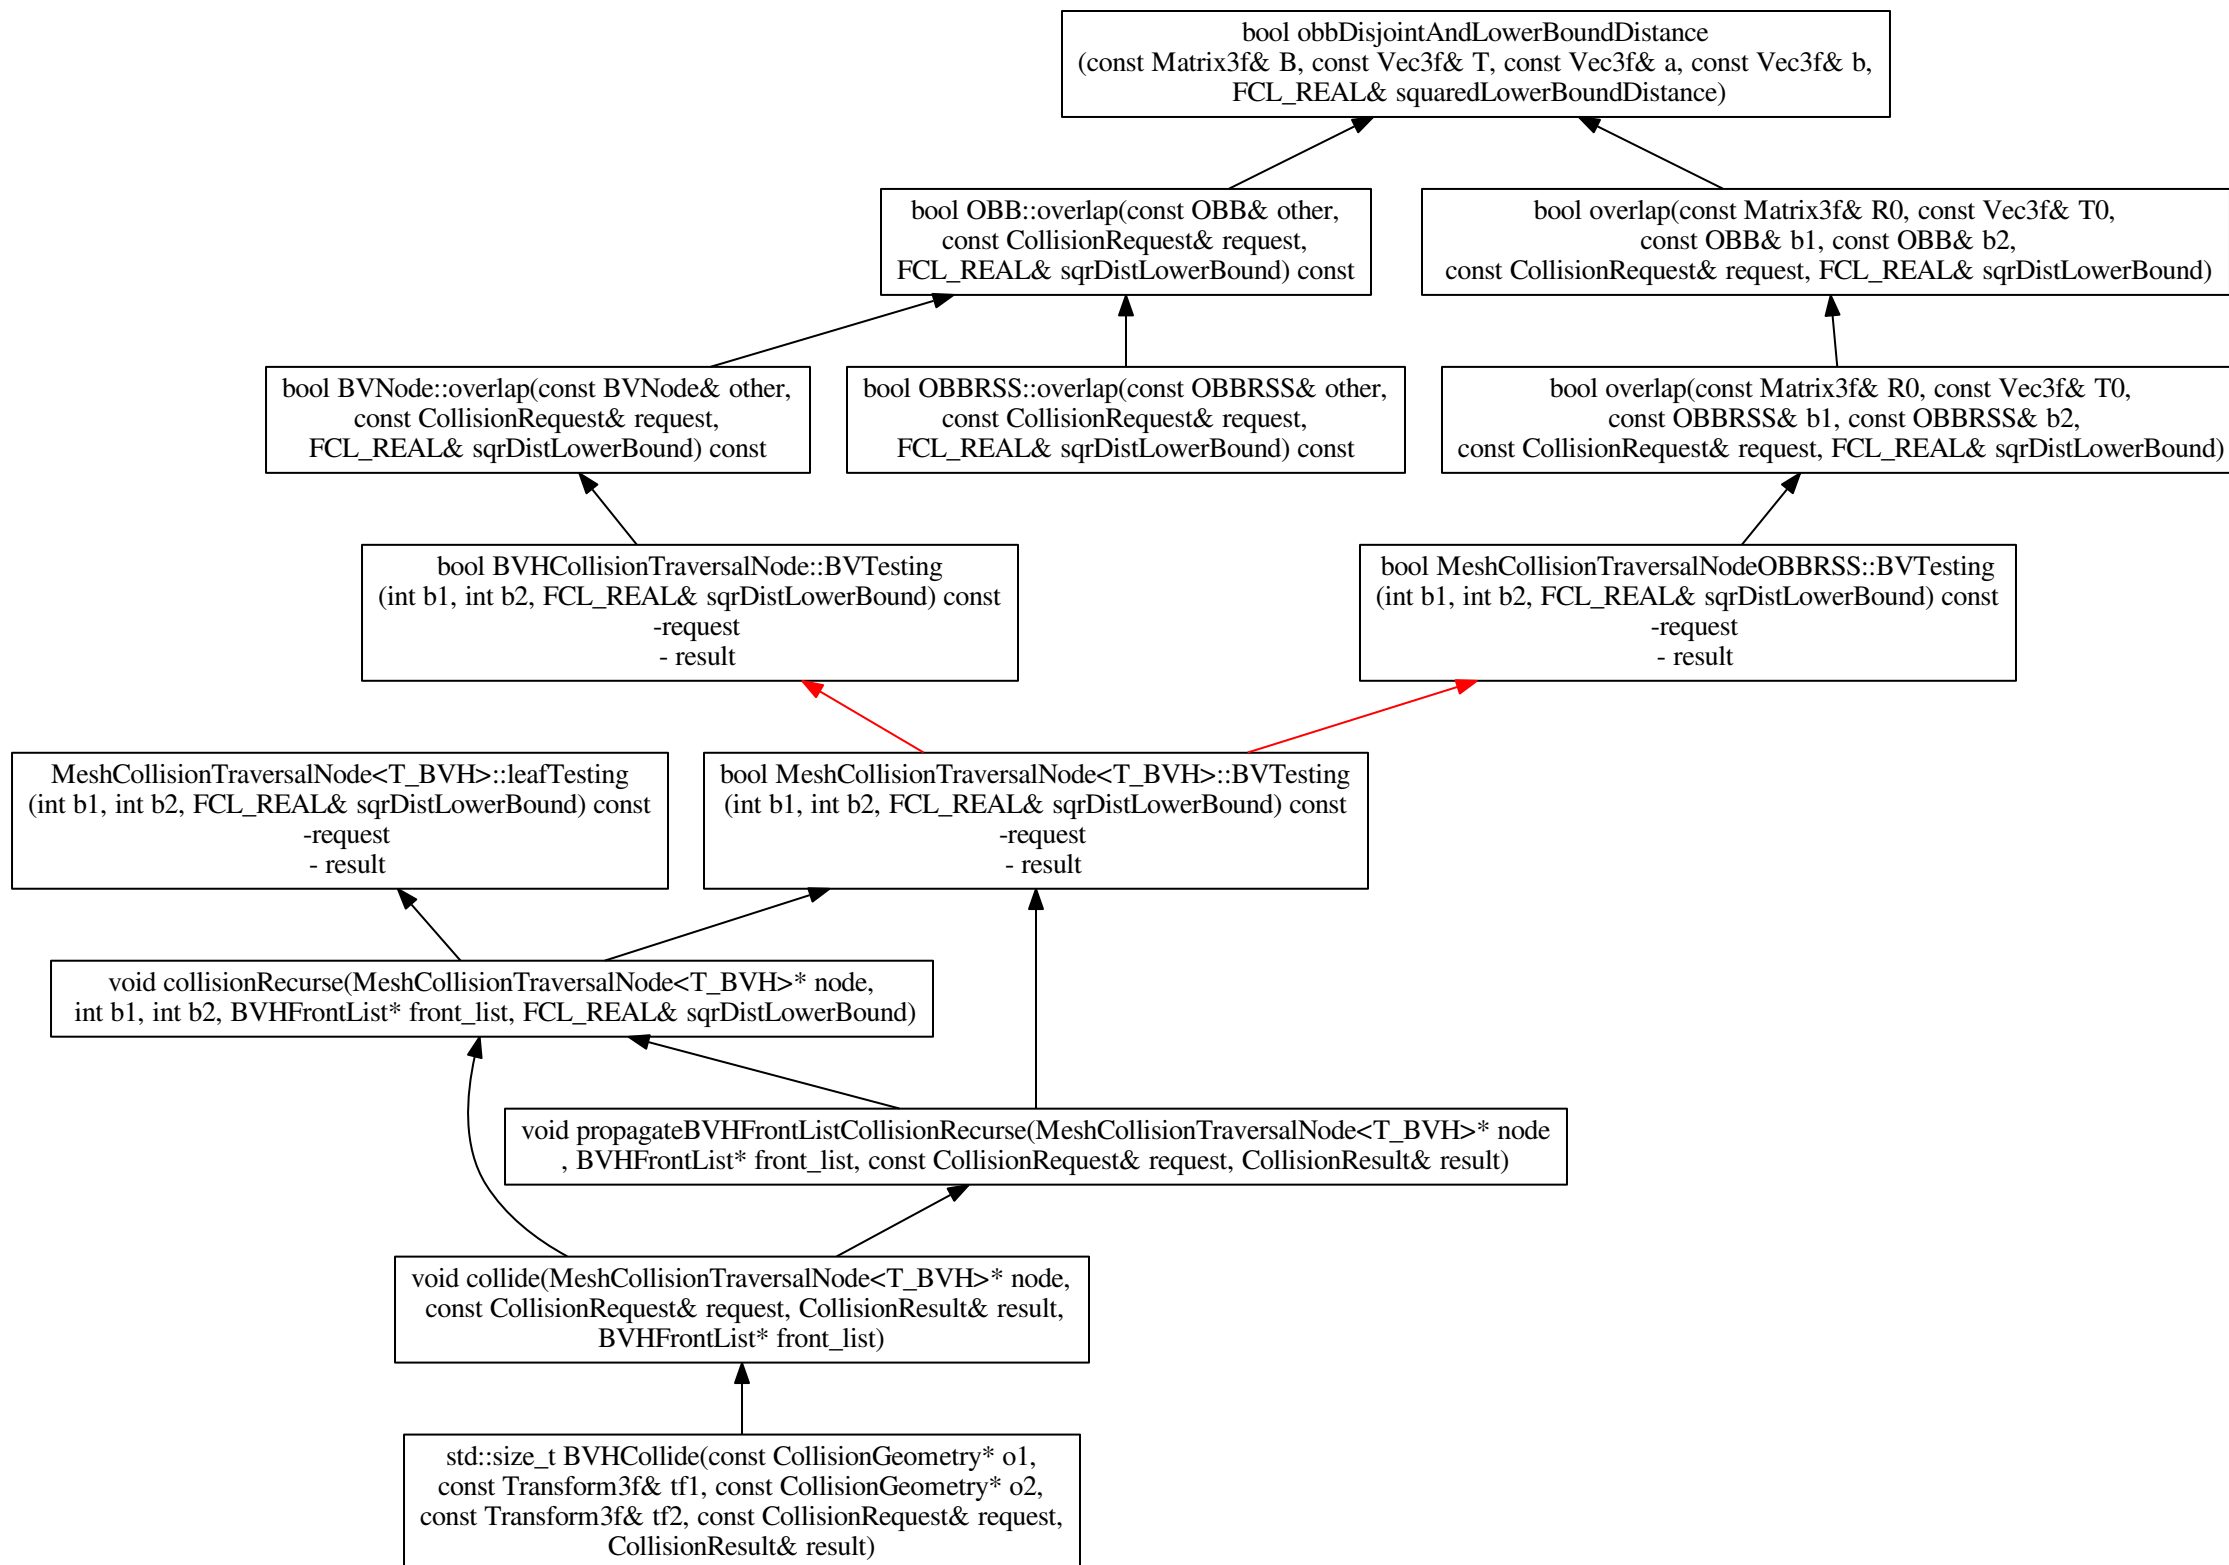 bool obbDisjointAndLowerBoundDistance
(const Matrix3f& B, const Vec3f& T, const Vec3f& a, const Vec3f& b,
FCL_REAL& squaredLowerBoundDistance)
bool OBB::overlap(const OBB& other,
const CollisionRequest& request,
FCL_REAL& sqrDistLowerBound) const
bool overlap(const Matrix3f& R0, const Vec3f& T0,
const OBB& b1, const OBB& b2,
const CollisionRequest& request, FCL_REAL& sqrDistLowerBound)
bool BVNode::overlap(const BVNode& other,
const CollisionRequest& request,
FCL_REAL& sqrDistLowerBound) const
bool OBBRSS::overlap(const OBBRSS& other,
const CollisionRequest& request,
FCL_REAL& sqrDistLowerBound) const
bool overlap(const Matrix3f& R0, const Vec3f& T0,
const OBBRSS& b1, const OBBRSS& b2,
const CollisionRequest& request, FCL_REAL& sqrDistLowerBound)
bool BVHCollisionTraversalNode::BVTesting
(int b1, int b2, FCL_REAL& sqrDistLowerBound) const
-request
- result
bool MeshCollisionTraversalNodeOBBRSS::BVTesting
(int b1, int b2, FCL_REAL& sqrDistLowerBound) const
-request
- result
MeshCollisionTraversalNode<T_BVH>::leafTesting
(int b1, int b2, FCL_REAL& sqrDistLowerBound) const
-request
- result
bool MeshCollisionTraversalNode<T_BVH>::BVTesting
(int b1, int b2, FCL_REAL& sqrDistLowerBound) const
-request
- result
void collisionRecurse(MeshCollisionTraversalNode<T_BVH>* node,
int b1, int b2, BVHFrontList* front_list, FCL_REAL& sqrDistLowerBound)
void propagateBVHFrontListCollisionRecurse(MeshCollisionTraversalNode<T_BVH>* node
, BVHFrontList* front_list, const CollisionRequest& request, CollisionResult& result)
void collide(MeshCollisionTraversalNode<T_BVH>* node,
const CollisionRequest& request, CollisionResult& result,
BVHFrontList* front_list)
std::size_t BVHCollide(const CollisionGeometry* o1,
const Transform3f& tf1, const CollisionGeometry* o2,
const Transform3f& tf2, const CollisionRequest& request,
CollisionResult& result)